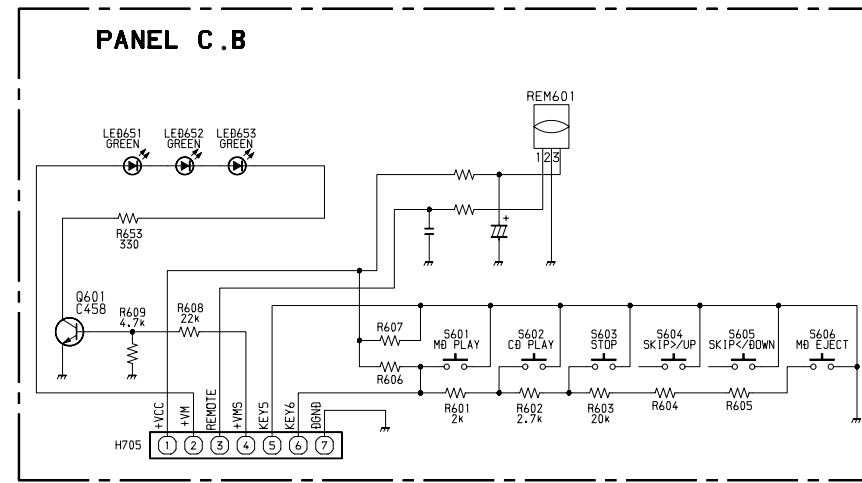 PANEL C.B
REM601
LED651 LED652 LED653
GREEN GREEN GREEN
1 2 3
+
R653
330
Q601
C458
R609
4.7k
R608
22k
R607
S601 S602 S603 S604 S605 S606
MD PLAY CD PLAY STOP SKIP>/UP SKIP</DOWN MD EJECT
R606
R601 R602 R603 R604 R605
2k 2.7k 20k
+VCC +VM REMOTE +VMS KEY5 KEY6 DGND
H705 1 2 3 4 5 6 7